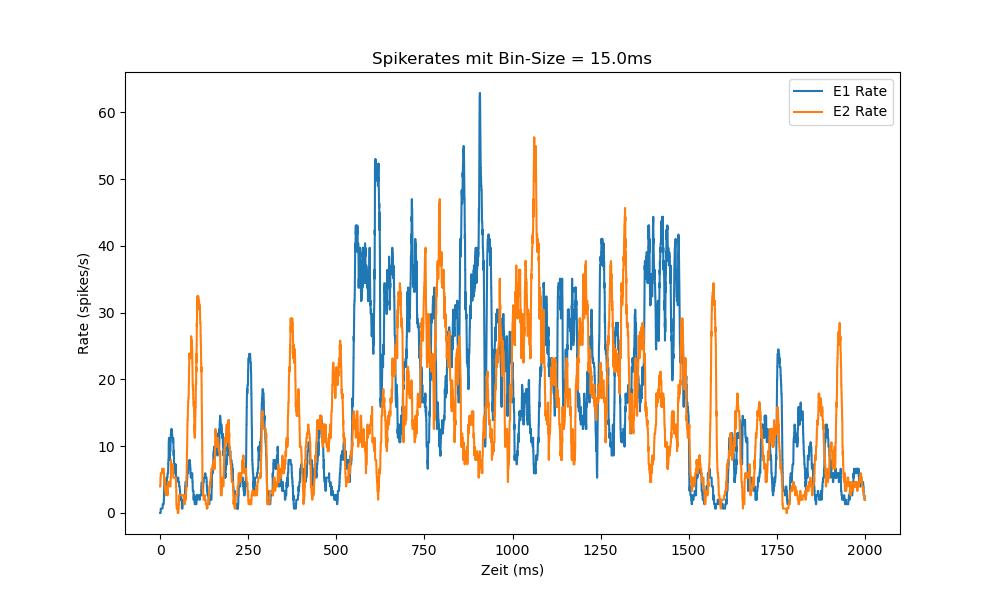 Spikerates mit Bin-Size = 15.0ms
E1 Rate
E2 Rate
Rate (spikes/s)
60
50
40
30
20
10
0
0 250 500 750 1000 1250 1500 1750 2000
Zeit (ms)